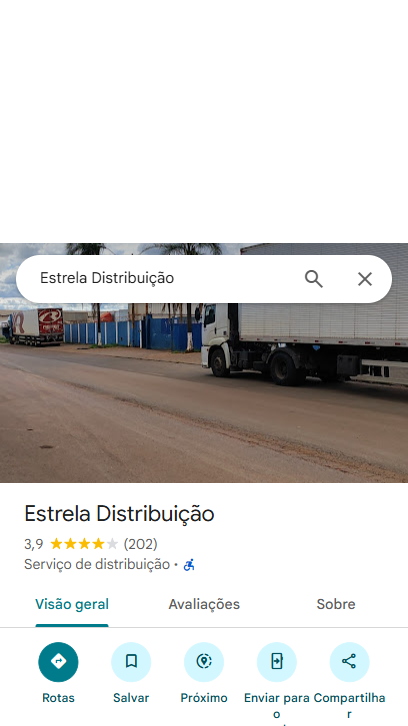 Estrela Distribuição
R
Estrela Distribuição
3,9 (202)
Serviço de distribuição ·
Visão geral
Avaliações
Sobre
Rotas
Salvar
Próximo
Enviar para
o
Compartilha
r